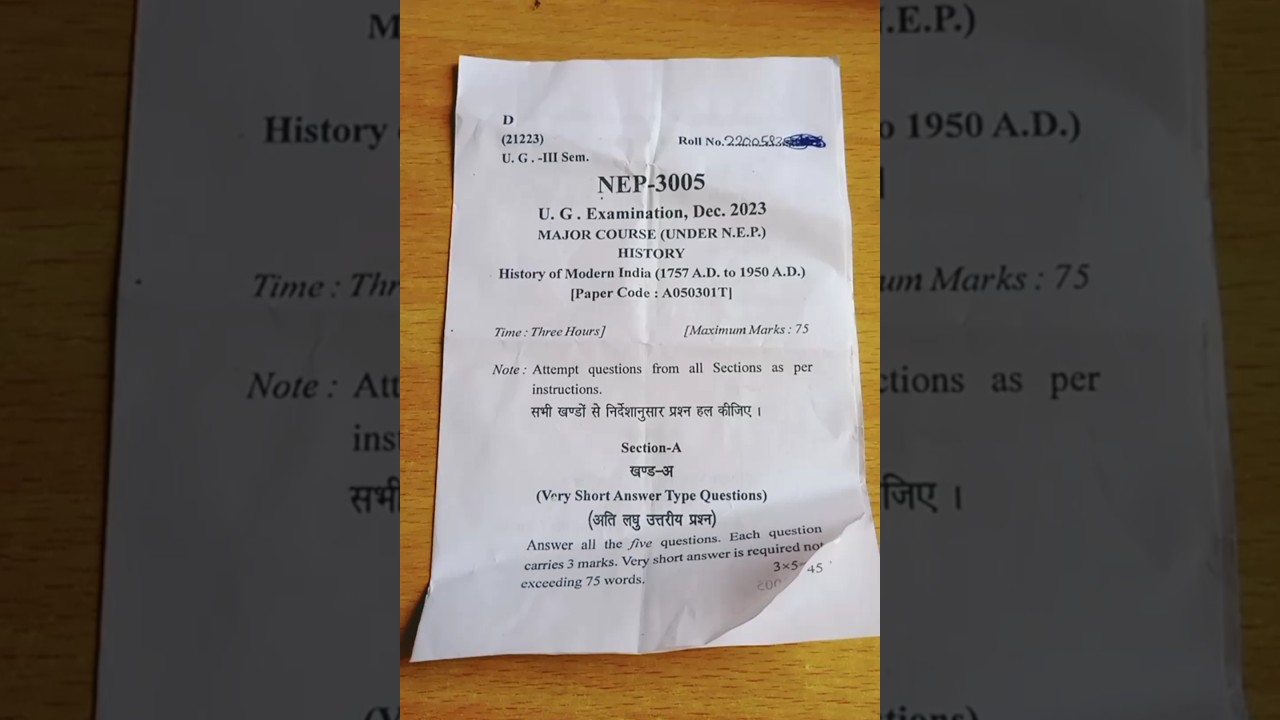 D
(21223)
Roll No.
U. G. -III Sem.
NEP-3005
U. G. Examination, Dec. 2023
MAJOR COURSE (UNDER N.E.P.)
HISTORY
History of Modern India (1757 A.D. to 1950 A.D.)
[Paper Code : A050301T]
Time : Three Hours] [Maximum Marks : 75
Note : Attempt questions from all Sections as per
instructions.
सभी खण्डों से निर्देशानुसार प्रश्न हल कीजिए ।
Section-A
खण्ड-अ
(Very Short Answer Type Questions)
(अति लघु उत्तरीय प्रश्न)
Answer all the five questions. Each question
carries 3 marks. Very short answer is required
exceeding 75 words. 3×5